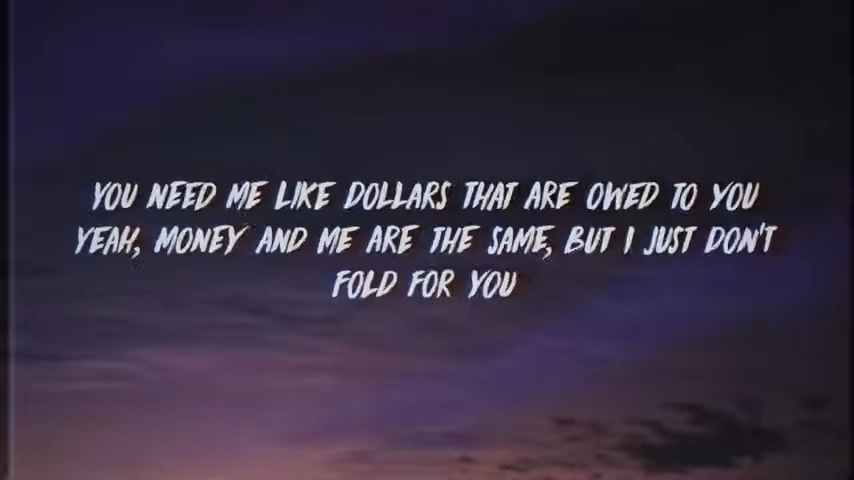 YOU NEED ME LIKE DOLLARS THAT ARE OWED TO YOU
YEAH, MONEY AND ME ARE THE SAME, BUT I JUST DON'T
FOLD FOR YOU